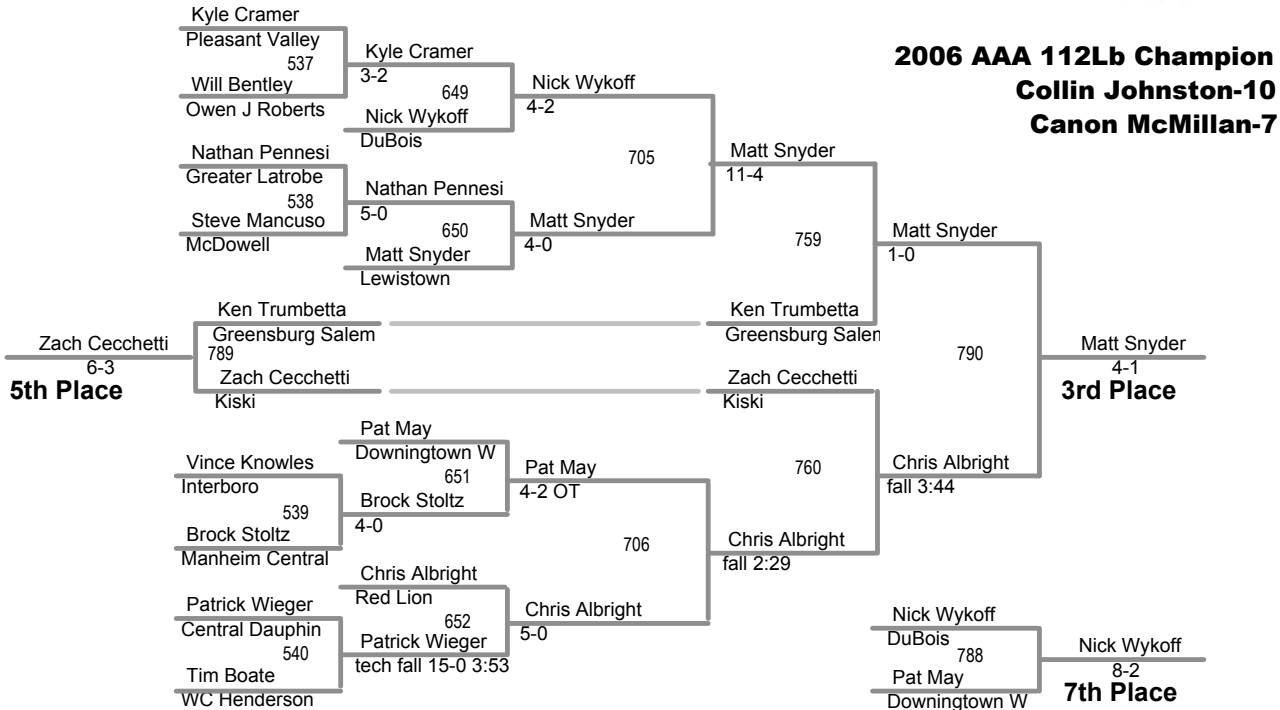 Kyle Cramer
Pleasant Valley
537
Will Bentley
Owen J Roberts
Kyle Cramer
3-2
649
Nick Wykoff
DuBois
Nick Wykoff
4-2
2006 AAA 112Lb Champion
Collin Johnston-10
Canon McMillan-7
Nathan Pennesi
Greater Latrobe
538
Steve Mancuso
McDowell
Nathan Pennesi
5-0
650
Matt Snyder
Lewistown
Matt Snyder
4-0
705
Matt Snyder
11-4
759
Matt Snyder
1-0
Ken Trumbetta
Greensburg Salem
Ken Trumbetta
Greensburg Salem
Zach Cecchetti
6-3
5th Place
789
Zach Cecchetti
Kiski
Zach Cecchetti
Kiski
790
Matt Snyder
4-1
3rd Place
Pat May
Downingtown W
651
Vince Knowles
Interboro
539
Brock Stoltz
Manheim Central
Brock Stoltz
4-0
Pat May
4-2 OT
760
Chris Albright
fall 3:44
706
Chris Albright
fall 2:29
Chris Albright
Red Lion
652
Patrick Wieger
Central Dauphin
540
Tim Boate
WC Henderson
Patrick Wieger
tech fall 15-0 3:53
Chris Albright
5-0
Nick Wykoff
DuBois
788
Pat May
Downingtown W
Nick Wykoff
8-2
7th Place